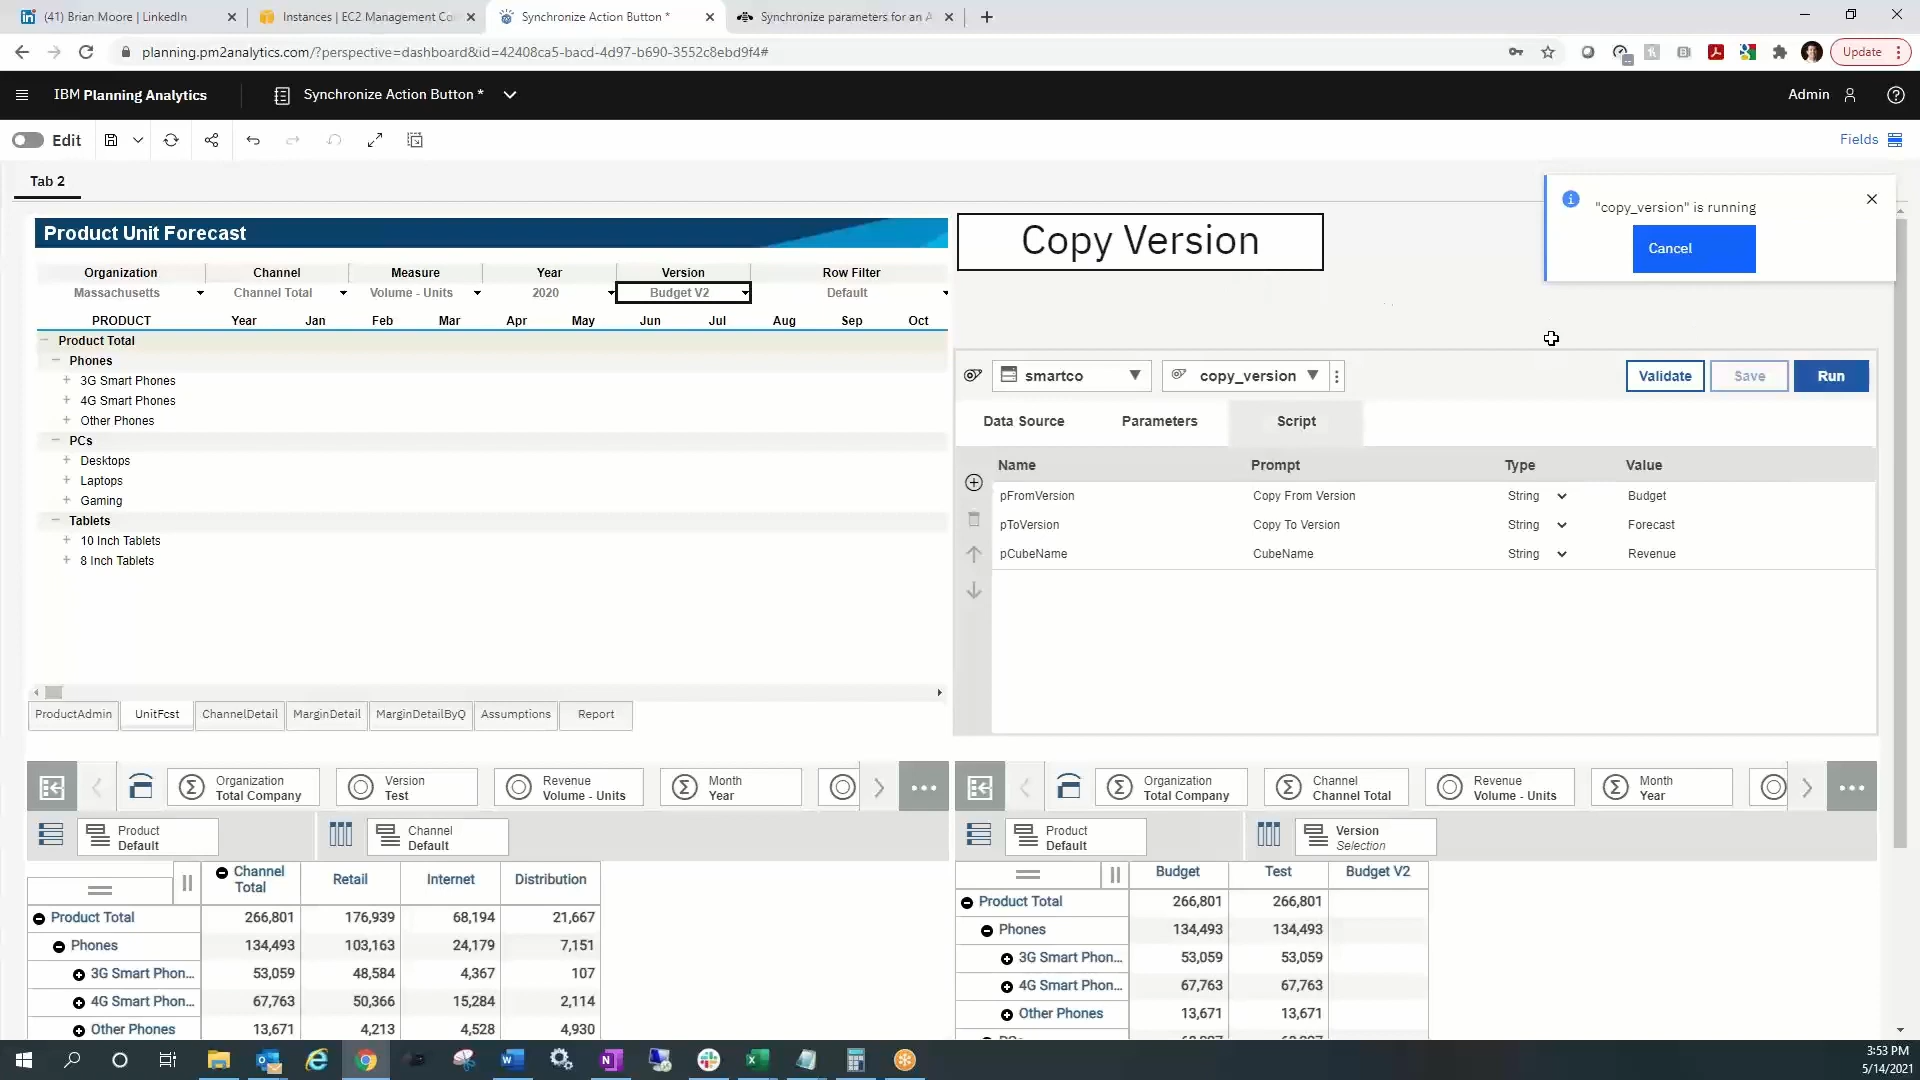 (41) Brian Moore | LinkedIn
Instances | EC2 Management Co
Synchronize Action Button *
Synchronize parameters for an A
planning.pm2analytics.com/?perspective=dashboard&id=42408ca5-bacd-4d97-b690-3552c8ebd9f4#
Update
IBM Planning Analytics
Synchronize Action Button *
Admin
Edit
Fields
Tab 2
"copy_version" is running
Cancel
Product Unit Forecast
Copy Version
Organization Channel Measure Year Version Row Filter
Massachusetts Channel Total Volume - Units 2020 Budget V2 Default
PRODUCT Year Jan Feb Mar Apr May Jun Jul Aug Sep Oct
Product Total
Phones
3G Smart Phones
4G Smart Phones
Other Phones
PCs
Desktops
Laptops
Gaming
Tablets
10 Inch Tablets
8 Inch Tablets
ProductAdmin UnitFcst ChannelDetail MarginDetail MarginDetailByQ Assumptions Report
smartco copy_version Validate Save Run
Data Source Parameters Script
Name Prompt Type Value
pFromVersion Copy From Version String Budget
pToVersion Copy To Version String Forecast
pCubeName CubeName String Revenue
Organization Version Revenue Month
Total Company Test Volume - Units Year
Product Channel
Default Default
Channel Total Retail Internet Distribution
Product Total 266,801 176,939 68,194 21,667
Phones 134,493 103,163 24,179 7,151
3G Smart Phon... 53,059 48,584 4,367 107
4G Smart Phon... 67,763 50,366 15,284 2,114
Other Phones 13,671 4,213 4,528 4,930
Organization Channel Revenue Month
Total Company Channel Total Volume - Units Year
Product Version
Default Selection
Budget Test Budget V2
Product Total 266,801 266,801
Phones 134,493 134,493
3G Smart Phon... 53,059 53,059
4G Smart Phon... 67,763 67,763
Other Phones 13,671 13,671
3:53 PM
5/14/2021